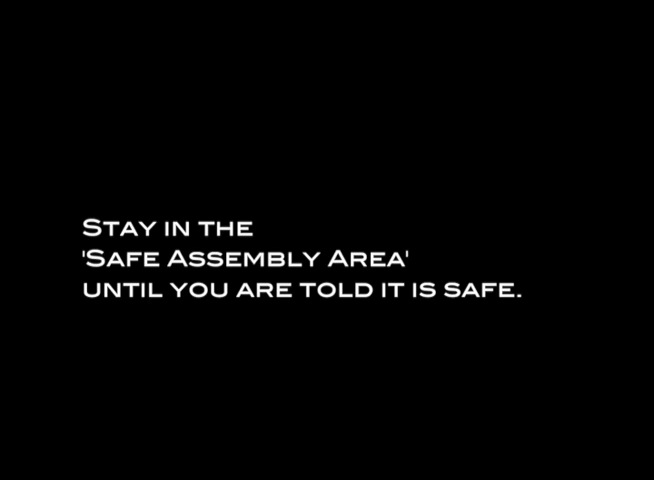 Stay in the
'Safe Assembly Area'
until you are told it is safe.